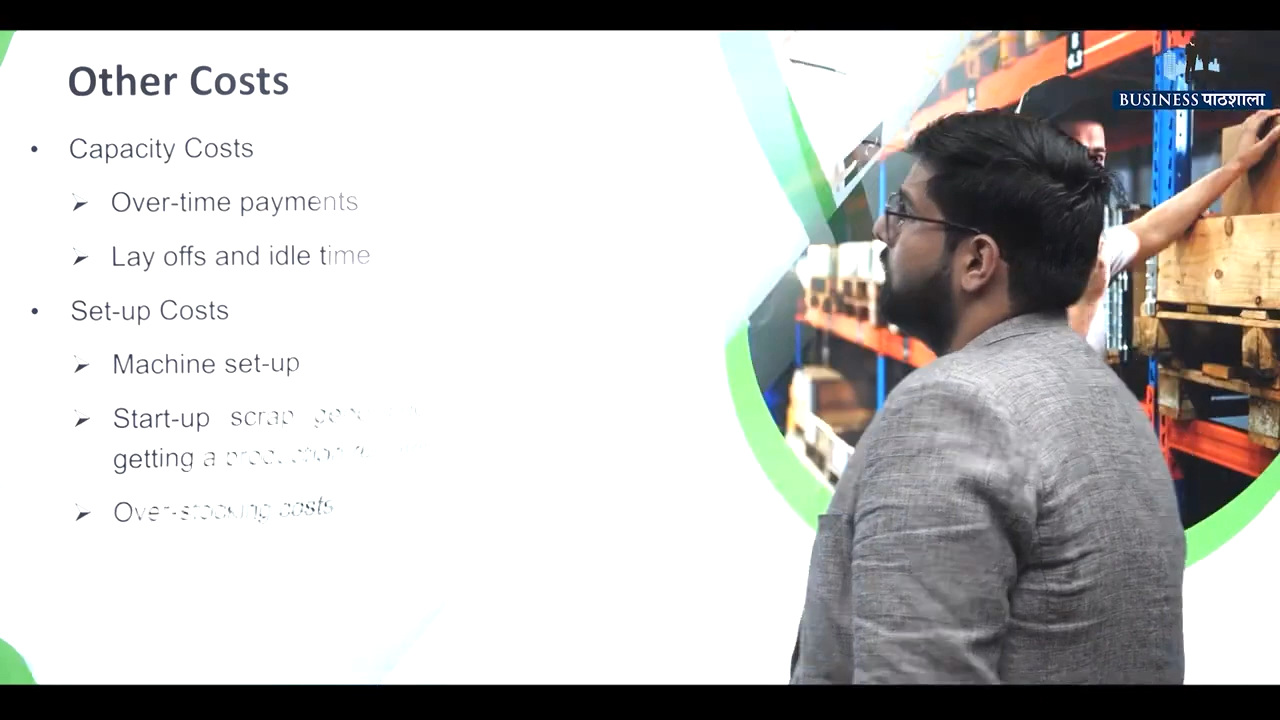 Other Costs
• Capacity Costs
➢ Over-time payments
➢ Lay offs and idle time
• Set-up Costs
➢ Machine set-up
➢ Start-up scrap
getting a
➢ Over-stocking costs
BUSINESS पाठशाला